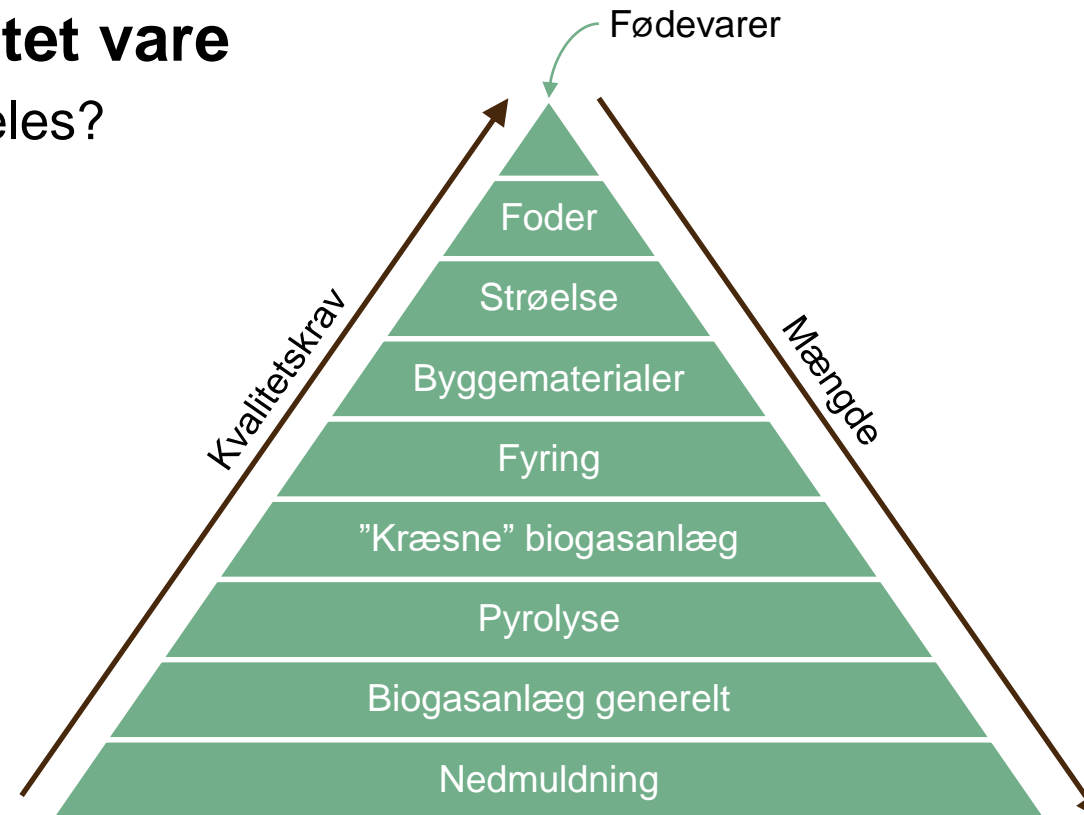 tet vare
eles?
Fødevarer
Foder
Strøelse
Byggematerialer
Fyring
”Kræsne” biogasanlæg
Pyrolyse
Biogasanlæg generelt
Nedmuldning
Kvalitetskrav
Mængde